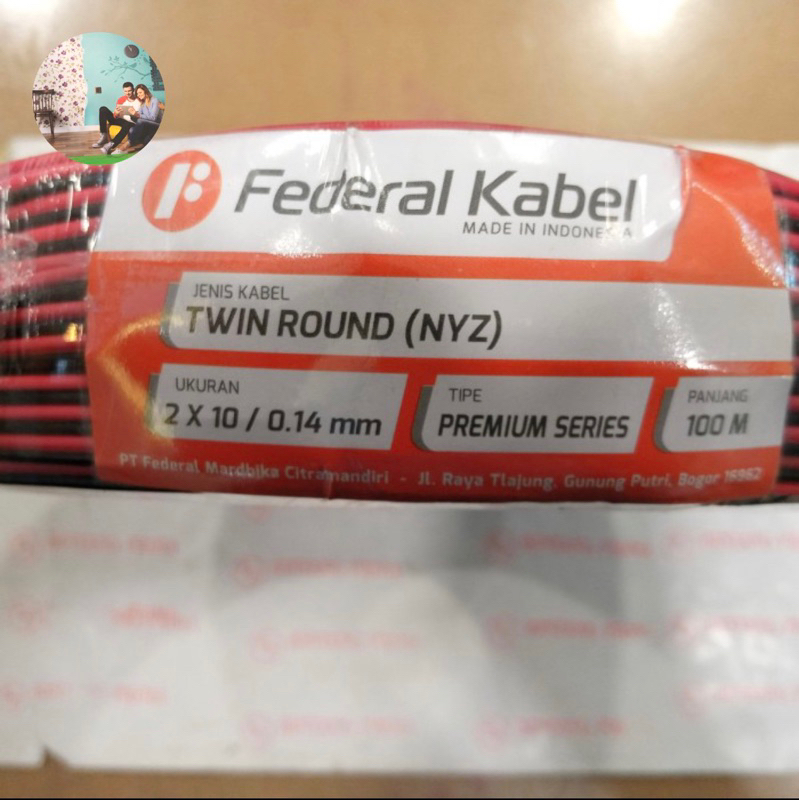 Federal Kabel
MADE IN INDONESIA
JENIS KABEL
TWIN ROUND (NYZ)
UKURAN
2 X 10 / 0.14 mm
TIPE
PREMIUM SERIES
PANJANG
100 M
PT Federal Mardhika Citramandiri - Jl. Raya Tlajung, Gunung Putri, Bogor 16962